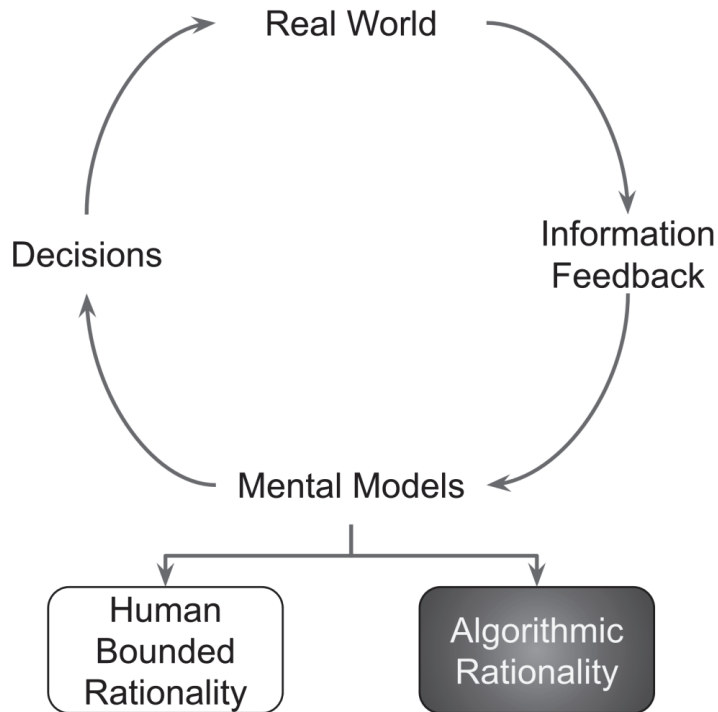 Real World
Information
Feedback
Decisions
Mental Models
Human
Bounded
Rationality
Algorithmic
Rationality